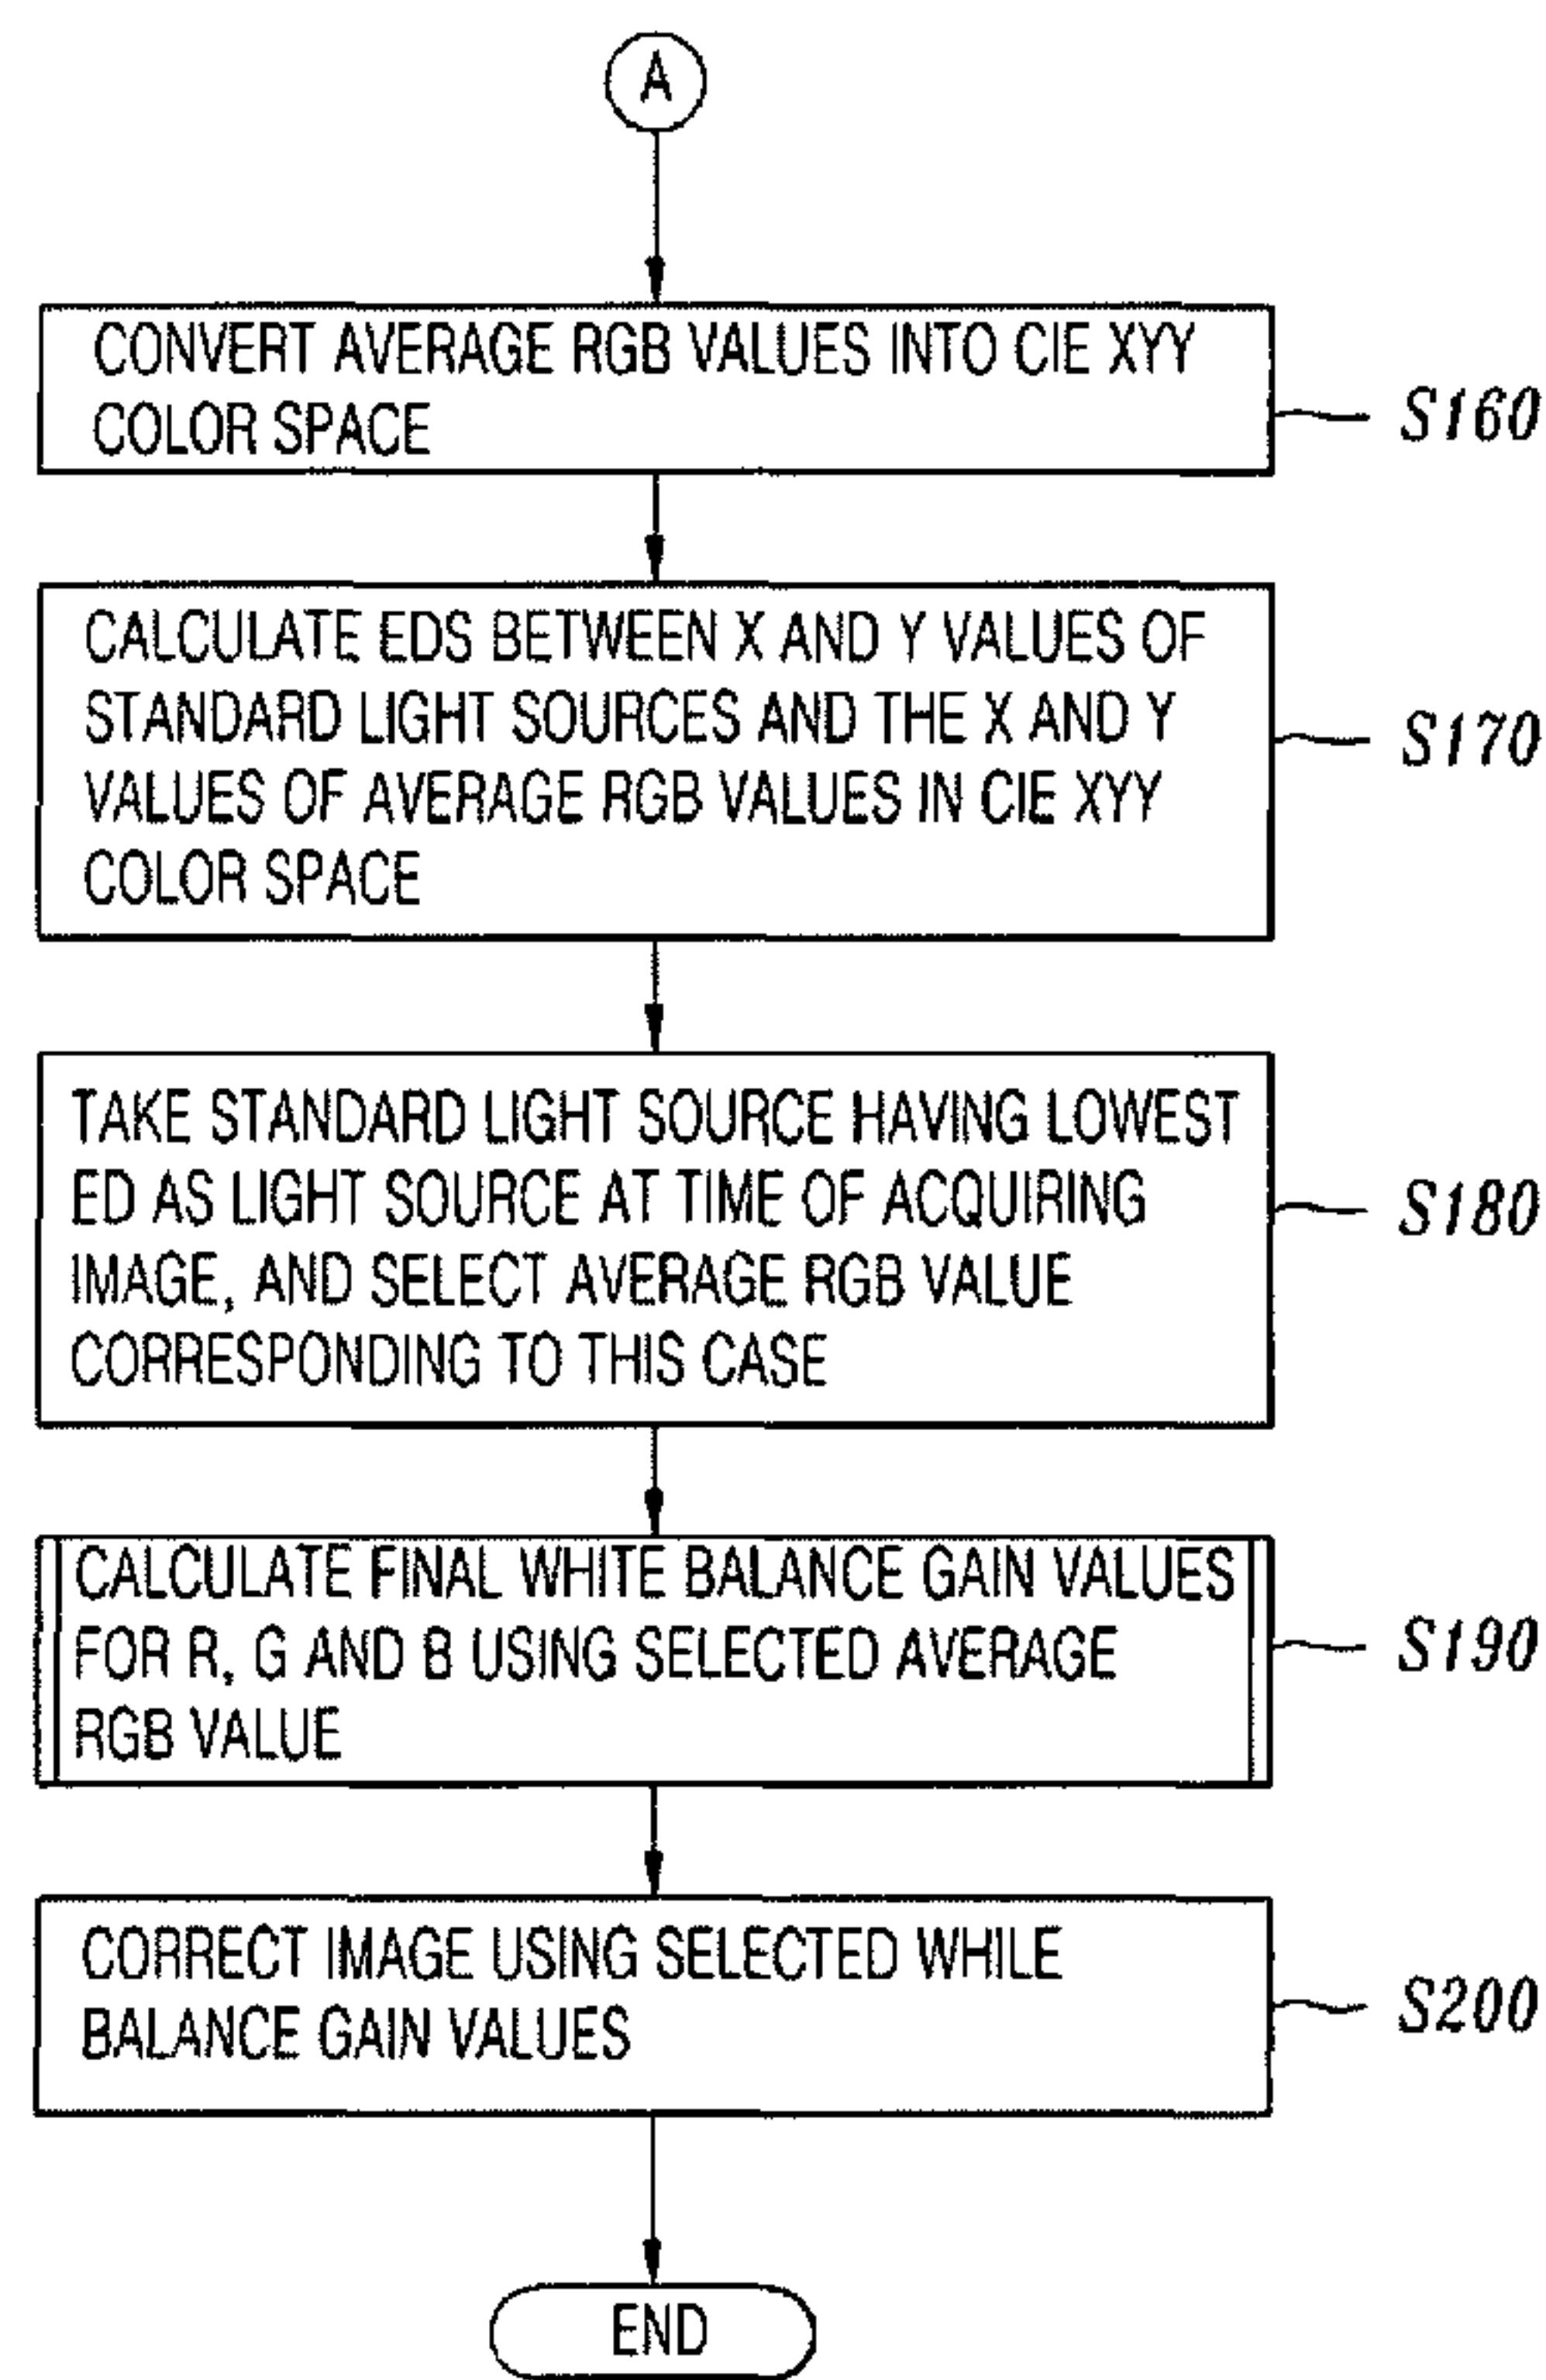 A
CONVERT AVERAGE RGB VALUES INTO CIE XYY
COLOR SPACE
S160
CALCULATE EDS BETWEEN X AND Y VALUES OF
STANDARD LIGHT SOURCES AND THE X AND Y
VALUES OF AVERAGE RGB VALUES IN CIE XYY
COLOR SPACE
S170
TAKE STANDARD LIGHT SOURCE HAVING LOWEST
ED AS LIGHT SOURCE AT TIME OF ACQUIRING
IMAGE, AND SELECT AVERAGE RGB VALUE
CORRESPONDING TO THIS CASE
S180
CALCULATE FINAL WHITE BALANCE GAIN VALUES
FOR R, G AND B USING SELECTED AVERAGE
RGB VALUE
S190
CORRECT IMAGE USING SELECTED WHILE
BALANCE GAIN VALUES
S200
END